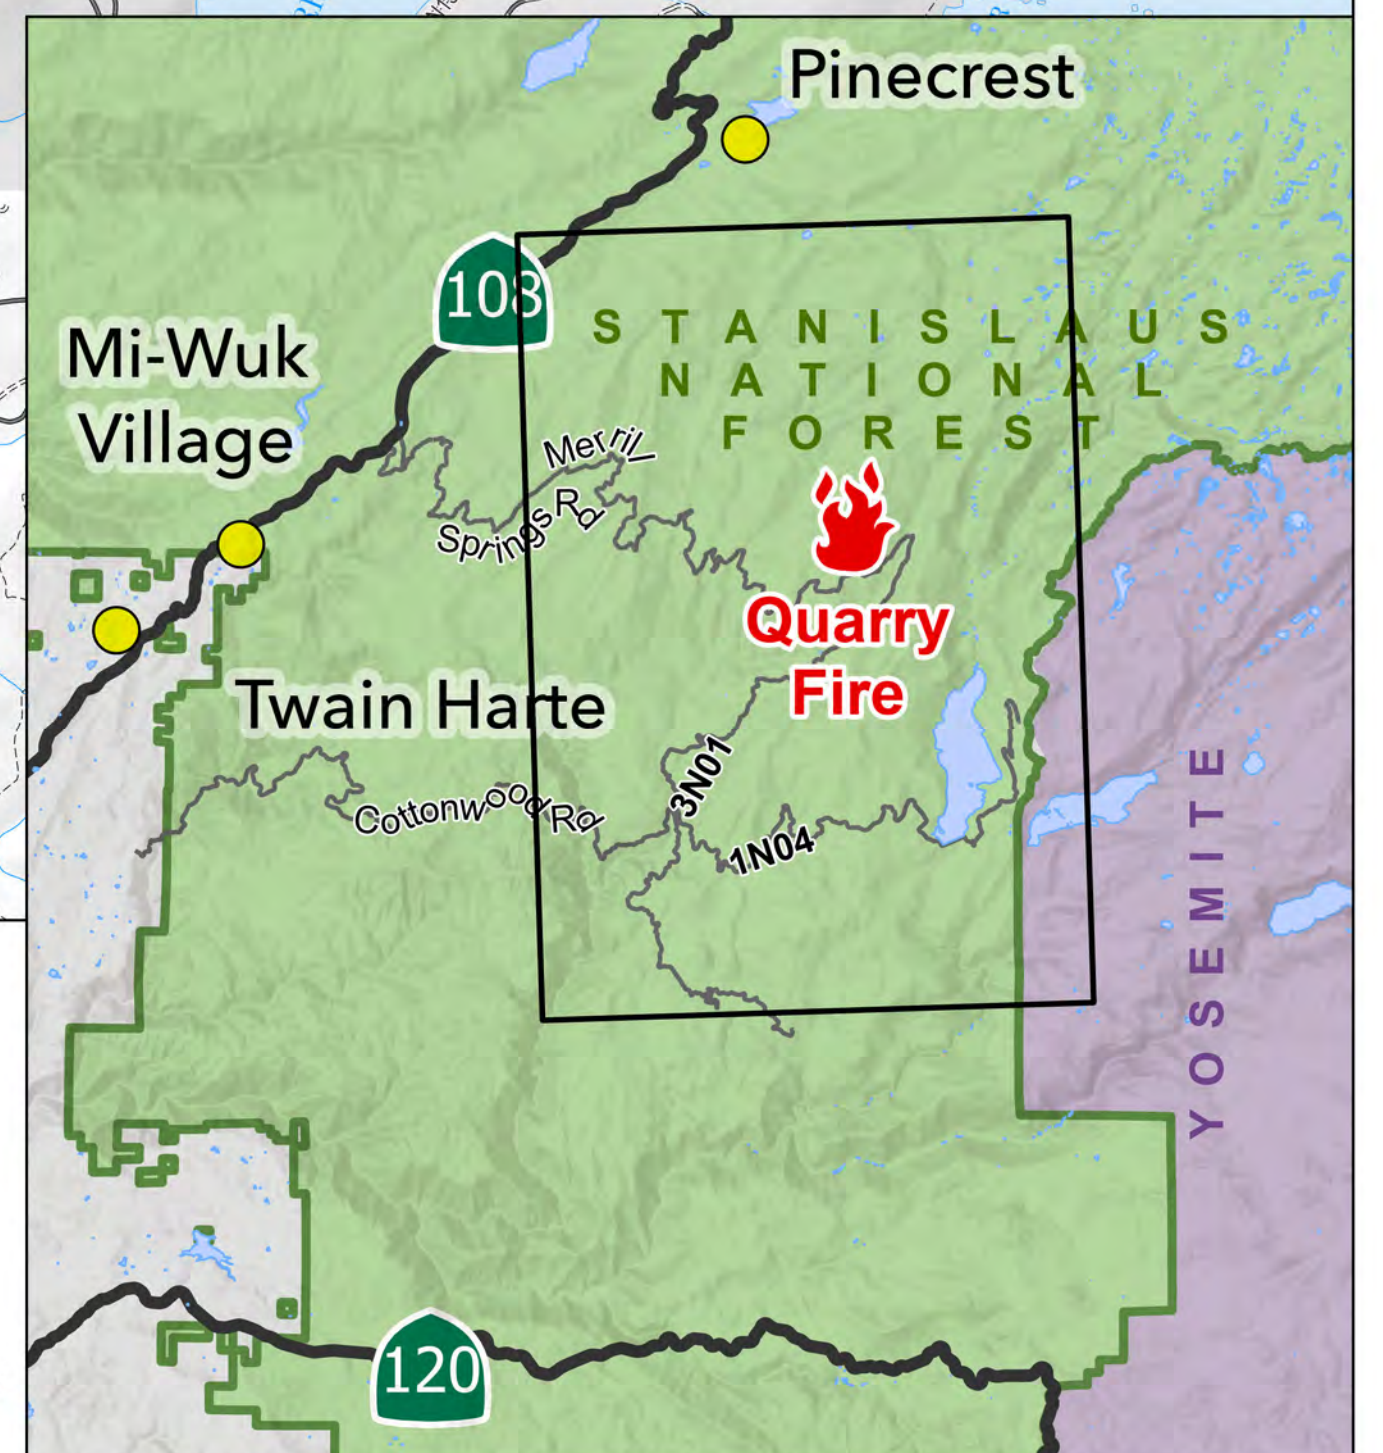 Pinecrest
108
STANISLAUS
NATIONAL
FOREST
Mi-Wuk
Village
Merril
Springs Rd
Quarry
Fire
Twain Harte
3N01
Cottonwood Rd
1N04
YOSEMITE
120